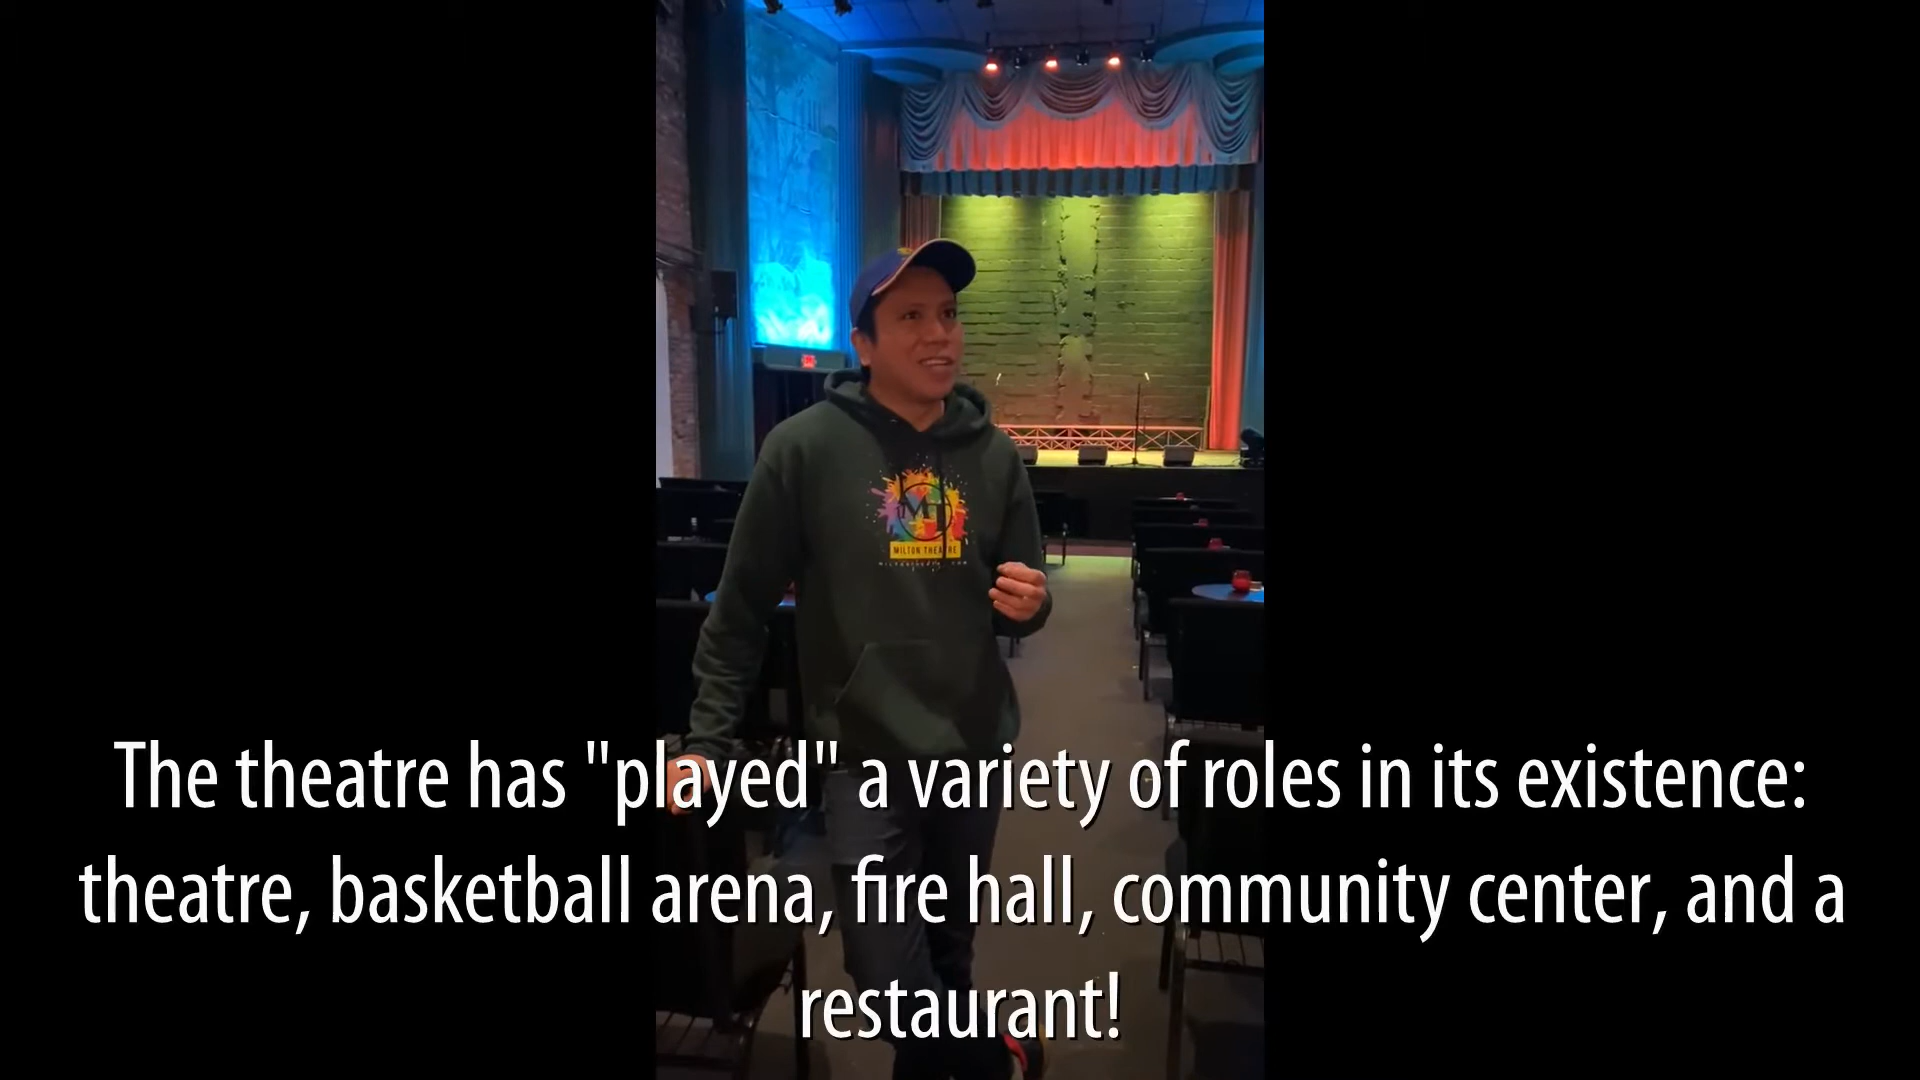 MT
MILTON THEATRE
The theatre has "played" a variety of roles in its existence:
theatre, basketball arena, fire hall, community center, and a
restaurant!